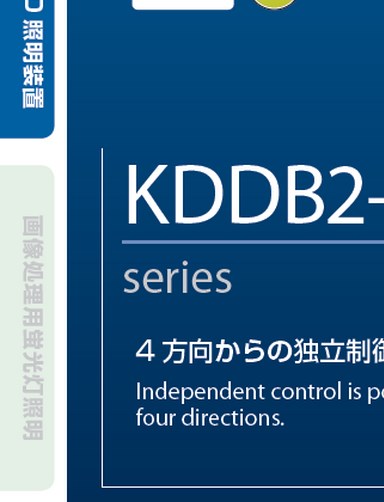 照明装置
画像処理用蛍光灯照明
KDDB2-
series
4 方向からの独立制御
Independent control is
four directions.